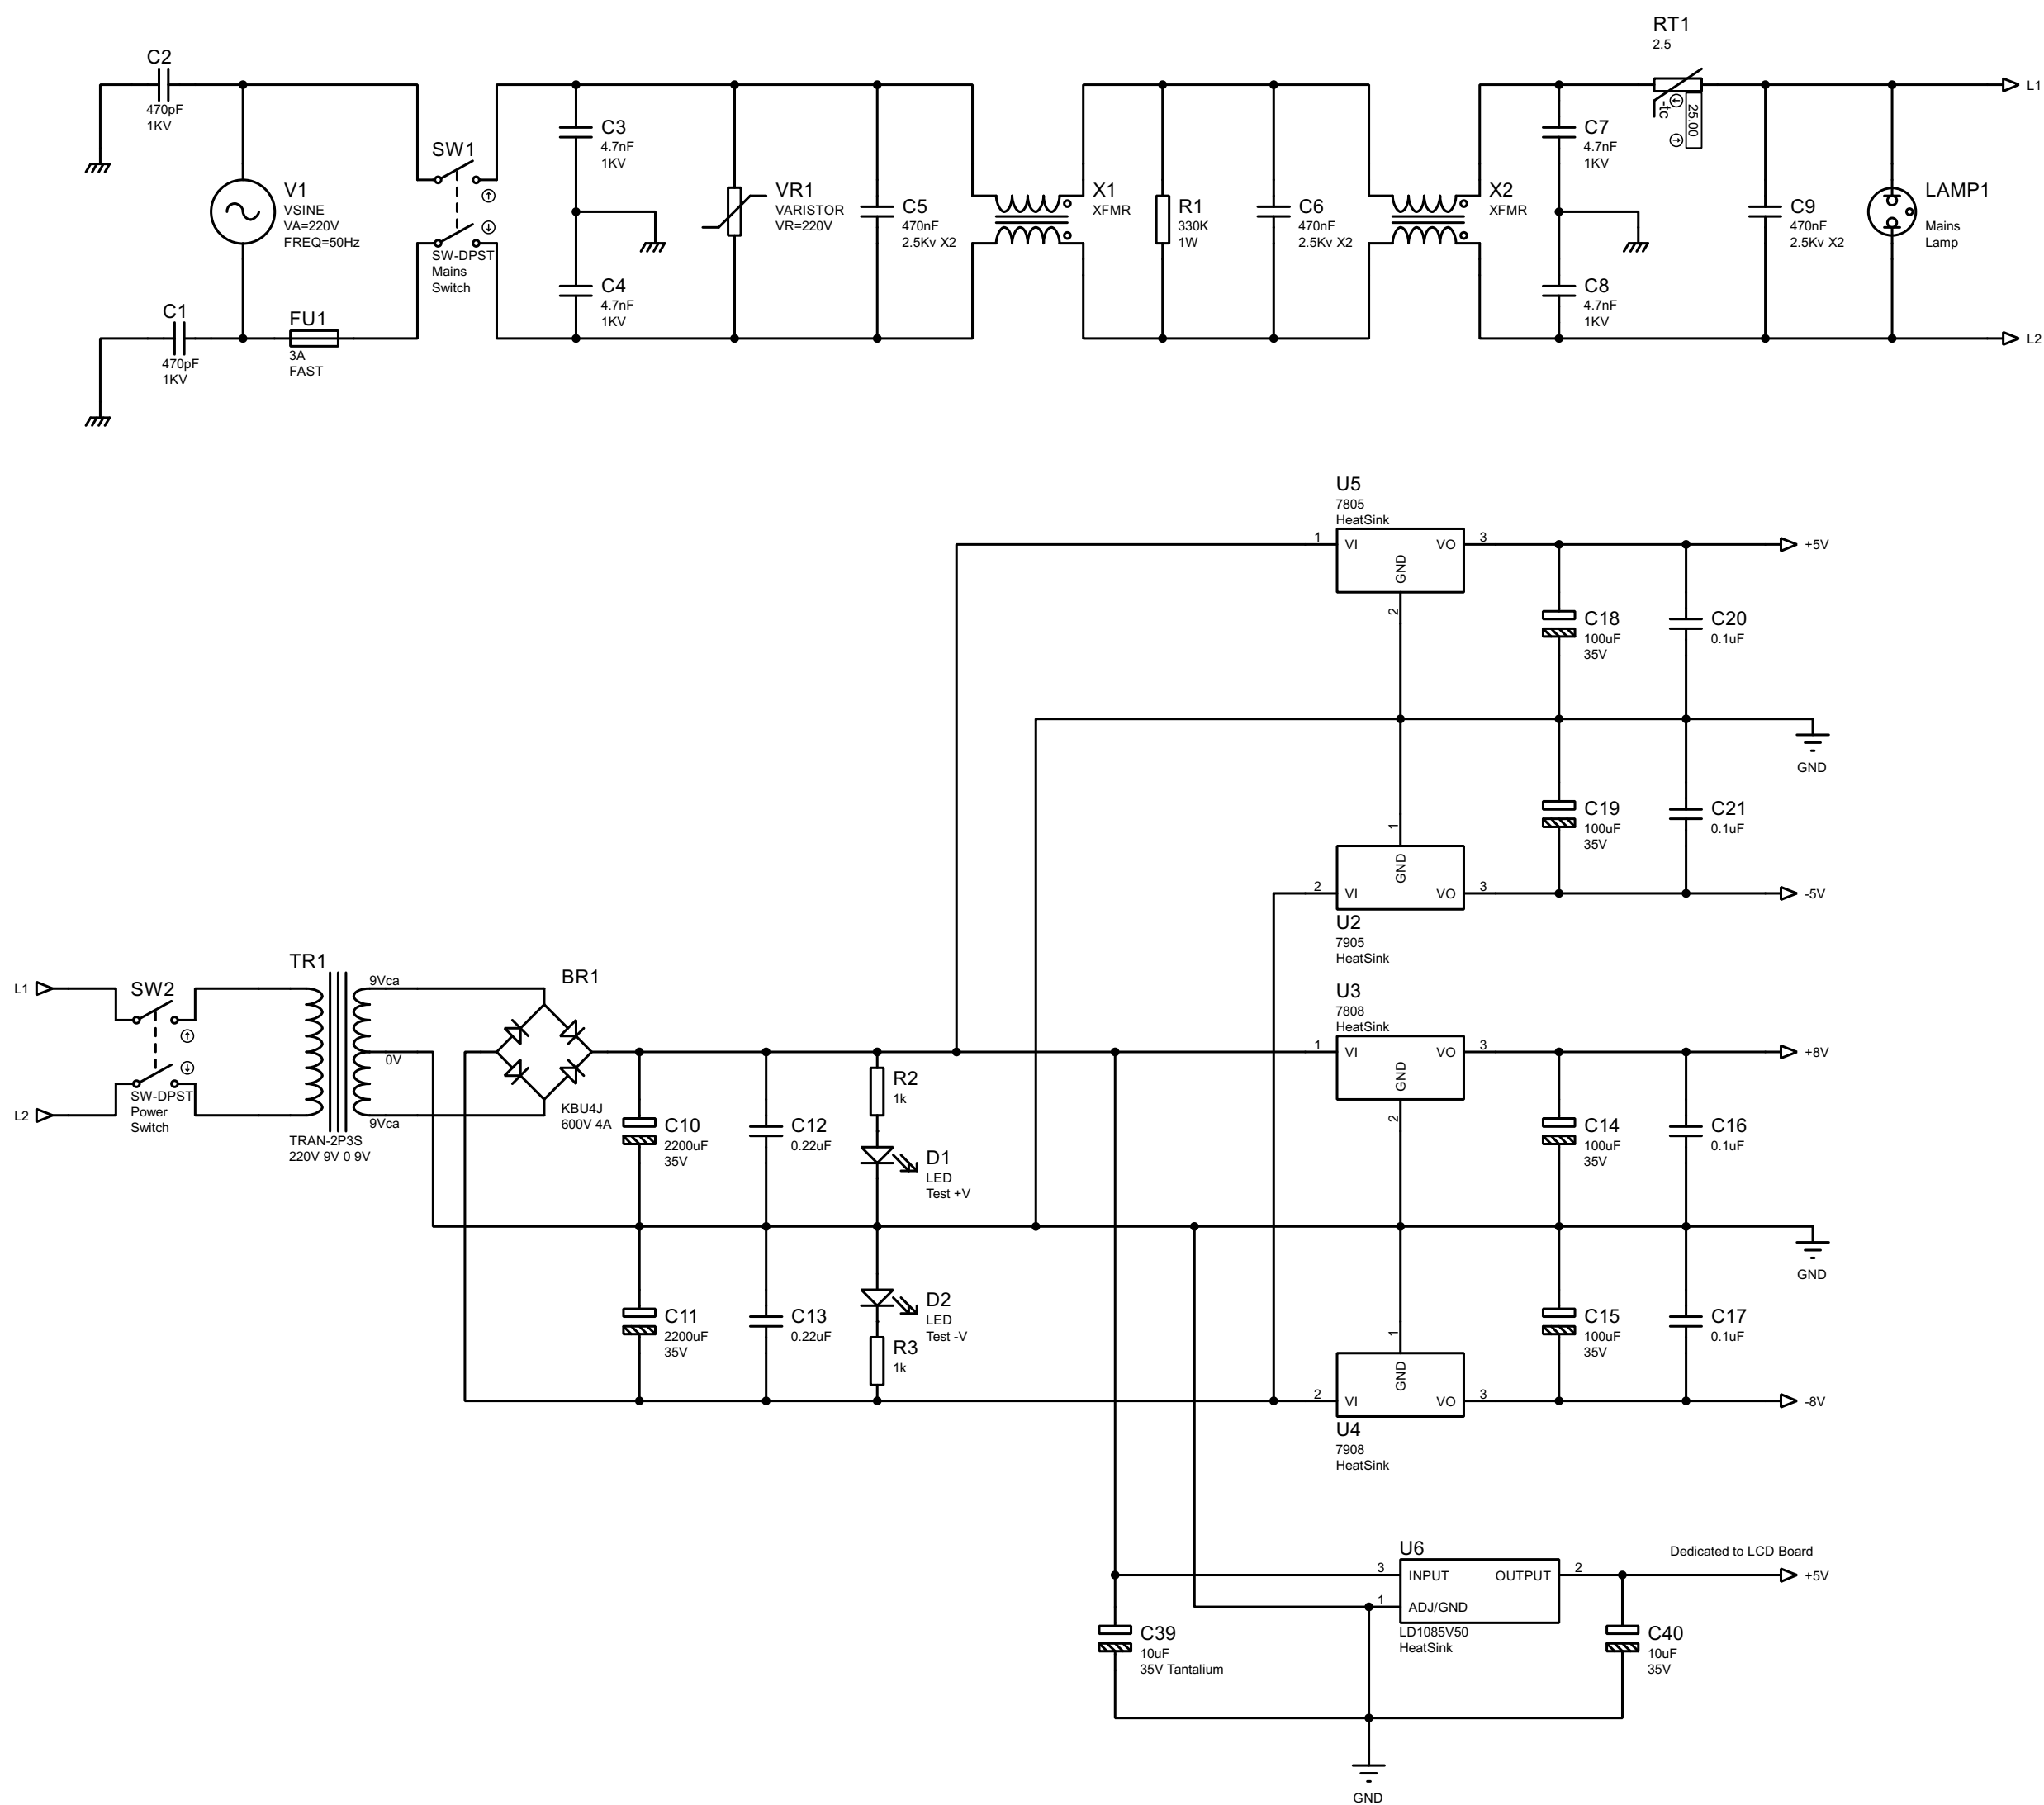 RT1
2.5
-tc
25.00
C2
470pF
1KV
L1
SW1
SW-DPST
Mains
Switch
V1
VSINE
VA=220V
FREQ=50Hz
C3
4.7nF
1KV
C4
4.7nF
1KV
VR1
VARISTOR
VR=220V
C5
470nF
2.5Kv X2
X1
XFMR
R1
330K
1W
C6
470nF
2.5Kv X2
X2
XFMR
C7
4.7nF
1KV
C8
4.7nF
1KV
C9
470nF
2.5Kv X2
LAMP1
Mains
Lamp
C1
470pF
1KV
FU1
3A
FAST
L2
U5
7805
HeatSink
1
VI
VO
3
GND
2
+5V
C18
100uF
35V
C20
0.1uF
GND
C19
100uF
35V
C21
0.1uF
1
GND
2
VI
VO
3
-5V
U2
7905
HeatSink
L1
SW2
SW-DPST
Power
Switch
L2
TR1
9Vca
0V
9Vca
TRAN-2P3S
220V 9V 0 9V
BR1
KBU4J
600V 4A
C10
2200uF
35V
C12
0.22uF
R2
1k
D1
LED
Test +V
C11
2200uF
35V
C13
0.22uF
D2
LED
Test -V
R3
1k
U3
7808
HeatSink
1
VI
VO
3
GND
2
+8V
C14
100uF
35V
C16
0.1uF
GND
C15
100uF
35V
C17
0.1uF
1
GND
2
VI
VO
3
-8V
U4
7908
HeatSink
U6
Dedicated to LCD Board
3
INPUT
OUTPUT
2
+5V
1
ADJ/GND
LD1085V50
HeatSink
C39
10uF
35V Tantalium
C40
10uF
35V
GND